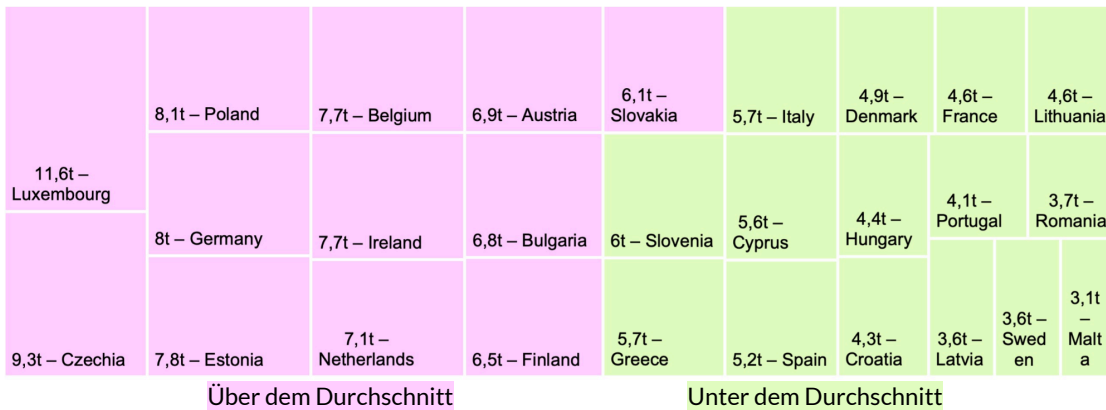 11,6t –
Luxembourg
9,3t – Czechia
8,1t – Poland
8t – Germany
7,8t – Estonia
7,7t – Belgium
7,7t – Ireland
7,1t –
Netherlands
6,9t – Austria
6,8t – Bulgaria
6,5t – Finland
6,1t –
Slovakia
6t – Slovenia
5,7t –
Greece
5,7t – Italy
5,6t –
Cyprus
5,2t – Spain
4,9t –
Denmark
4,4t –
Hungary
4,3t –
Croatia
4,6t –
France
4,6t –
Lithuania
4,1t –
Portugal
3,7t –
Romania
3,6t –
Latvia
3,6t –
Swed
en
3,1t
–
Malt
a
Über dem Durchschnitt
Unter dem Durchschnitt